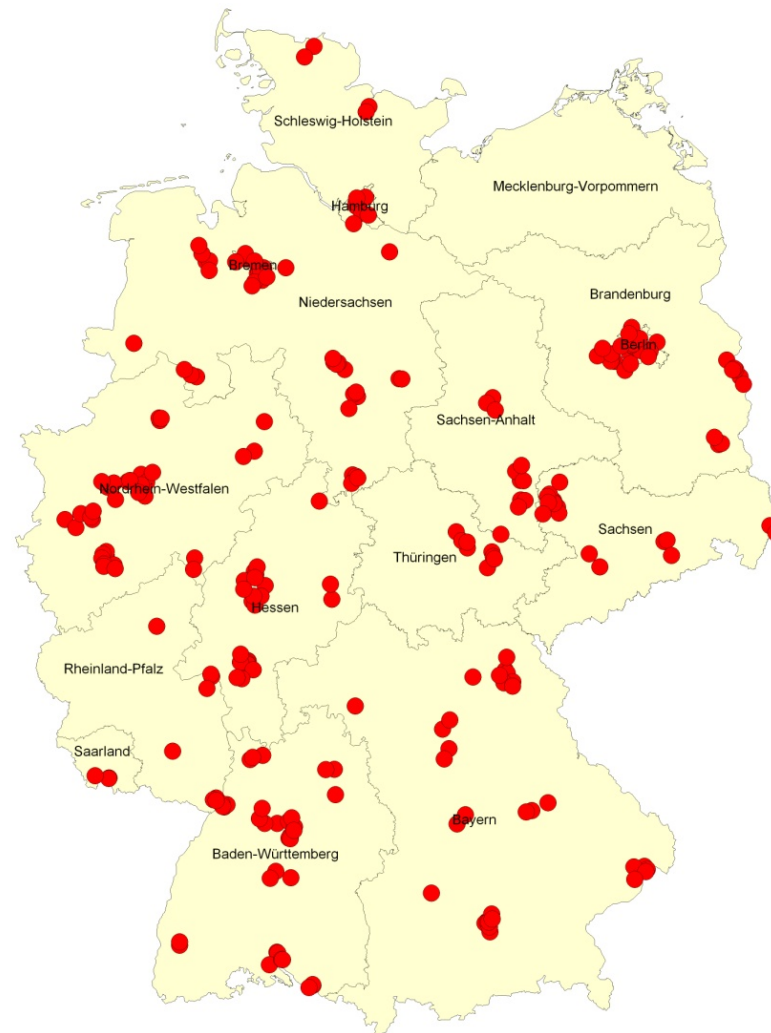 Schleswig-Holstein
Mecklenburg-Vorpommern
Hamburg
Bremen
Brandenburg
Niedersachsen
Berlin
Sachsen-Anhalt
Nordrhein-Westfalen
Sachsen
Thüringen
Hessen
Rheinland-Pfalz
Saarland
Bayern
Baden-Württemberg